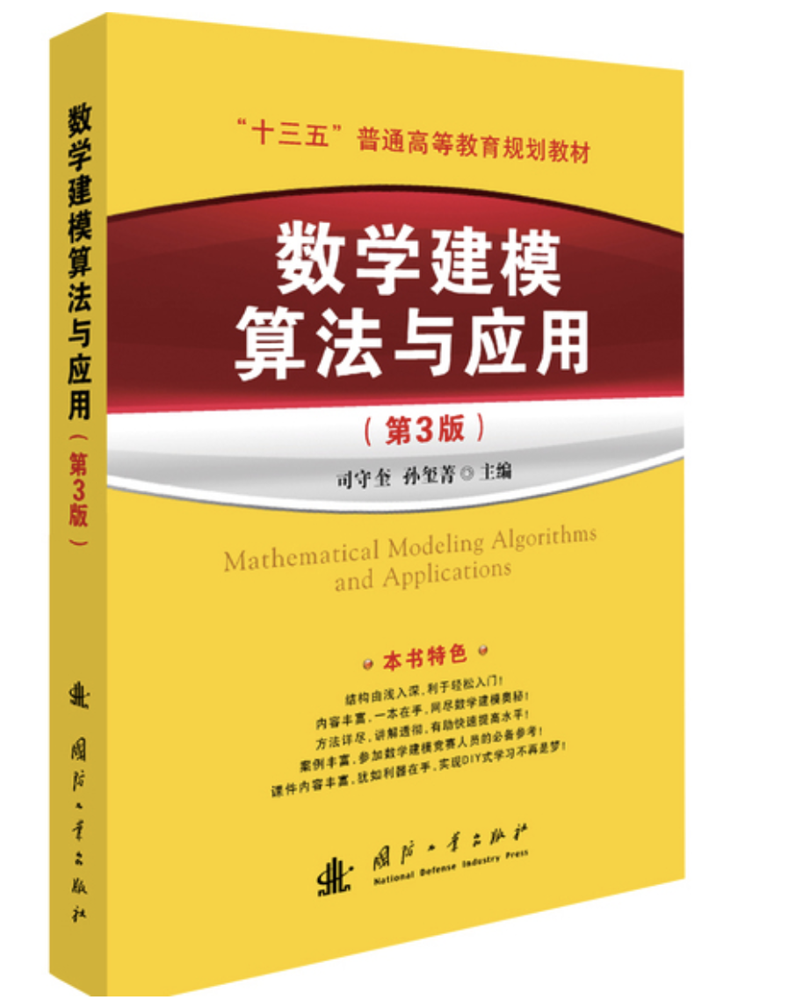 数学建模算法与应用(第3版)
国防工业出版社
“十三五”普通高等教育规划教材
数学建模
算法与应用
(第3版)
司守奎 孙玺菁◎主编
Mathematical Modeling Algorithms
and Applications
本书特色
结构由浅入深,利于轻松入门!
内容丰富,一本在手,网尽数学建模奥秘!
方法详尽,讲解透彻,有助快速提高水平!
案例丰富,参加数学建模竞赛人员的必备参考!
课件内容丰富,犹如利器在手,实现DIY式学习不再是梦!
国防工业出版社
National Defense Industry Press